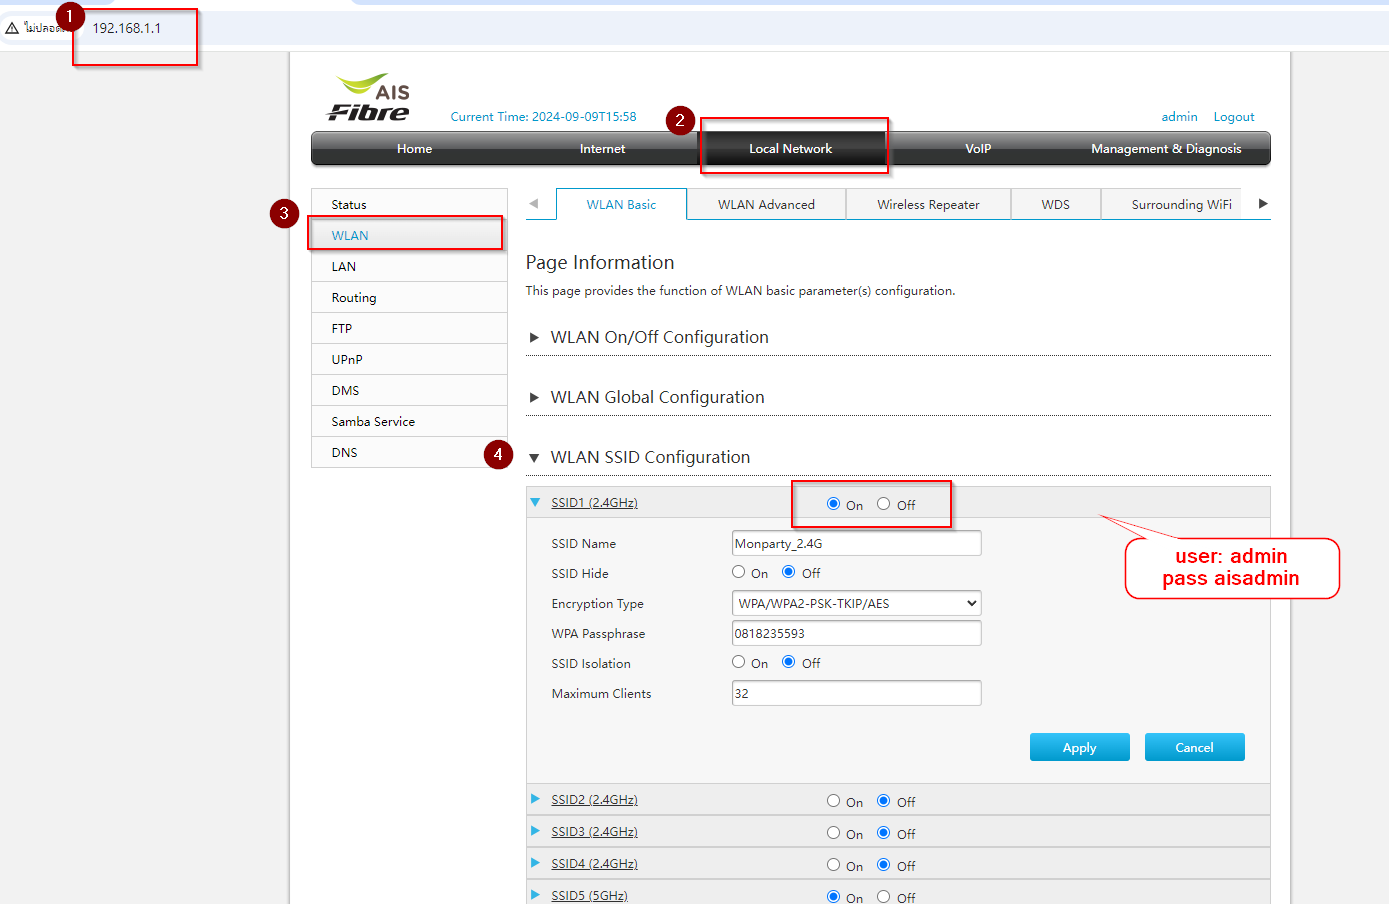 1
ไม่ปลอด
192.168.1.1
AIS
Fibre
Current Time: 2024-09-09T15:58
2
admin Logout
Home Internet Local Network VoIP Management & Diagnosis
3
Status
WLAN
LAN
Routing
FTP
UPnP
DMS
Samba Service
DNS
WLAN Basic WLAN Advanced Wireless Repeater WDS Surrounding WiFi
Page Information
This page provides the function of WLAN basic parameter(s) configuration.
WLAN On/Off Configuration
WLAN Global Configuration
4
WLAN SSID Configuration
SSID1 (2.4GHz) On Off
SSID Name Monparty_2.4G
SSID Hide On Off
Encryption Type WPA/WPA2-PSK-TKIP/AES
WPA Passphrase 0818235593
SSID Isolation On Off
Maximum Clients 32
user: admin
pass aisadmin
Apply Cancel
SSID2 (2.4GHz) On Off
SSID3 (2.4GHz) On Off
SSID4 (2.4GHz) On Off
SSID5 (5GHz) On Off